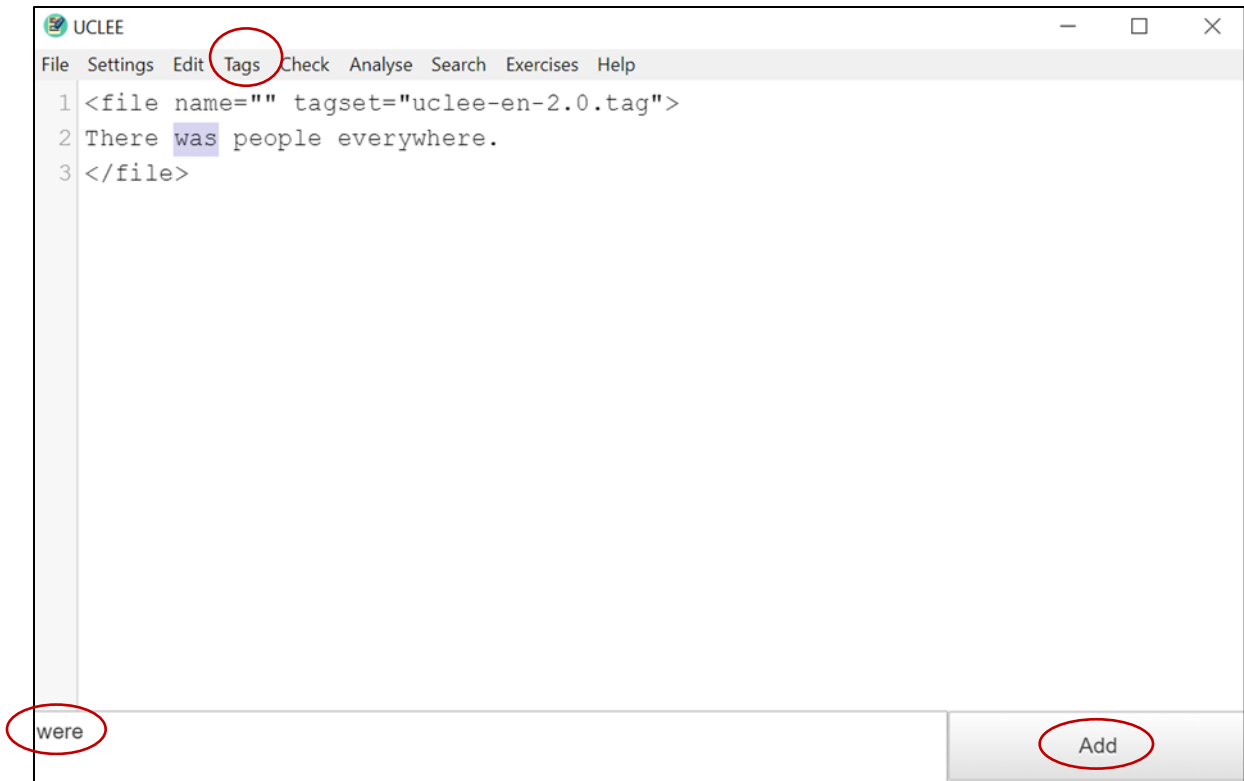 UCLEE
File Settings Edit Tags Check Analyse Search Exercises Help
1 <file name="" tagset="uclee-en-2.0.tag">
2 There was people everywhere.
3 </file>
were
Add